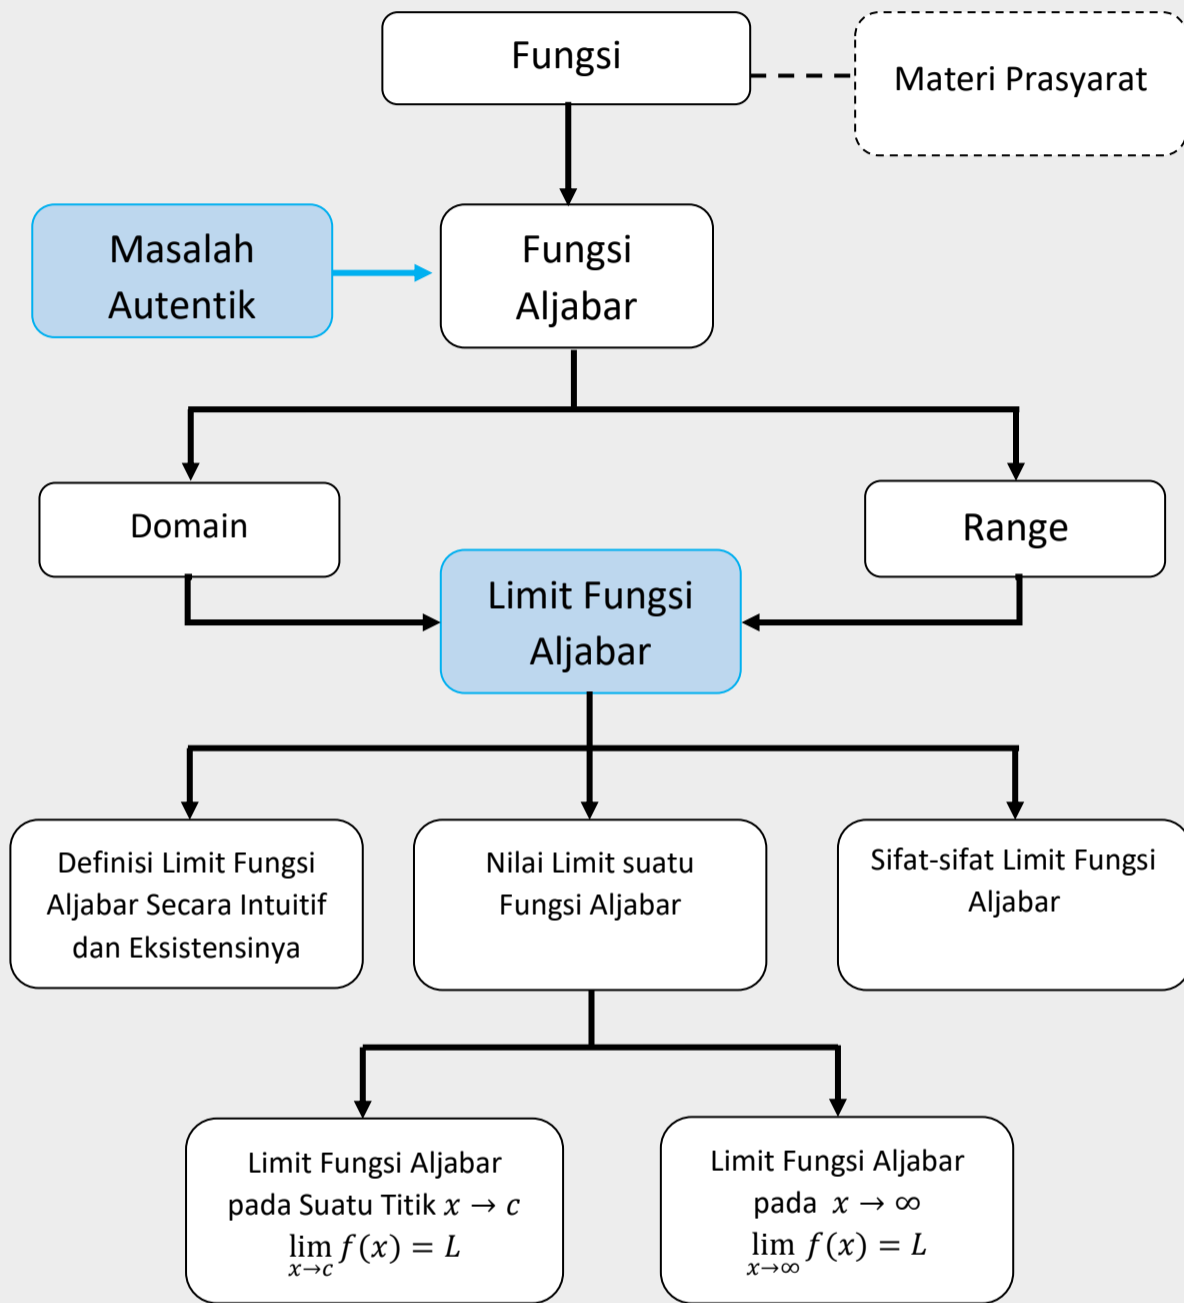 Fungsi
Materi Prasyarat
Masalah
Autentik
Fungsi
Aljabar
Domain
Range
Limit Fungsi
Aljabar
Definisi Limit Fungsi
Aljabar Secara Intuitif
dan Eksistensinya
Nilai Limit suatu
Fungsi Aljabar
Sifat-sifat Limit Fungsi
Aljabar
Limit Fungsi Aljabar
pada Suatu Titik x → c
lim f(x) = L
x→c
Limit Fungsi Aljabar
pada x → ∞
lim f(x) = L
x→∞